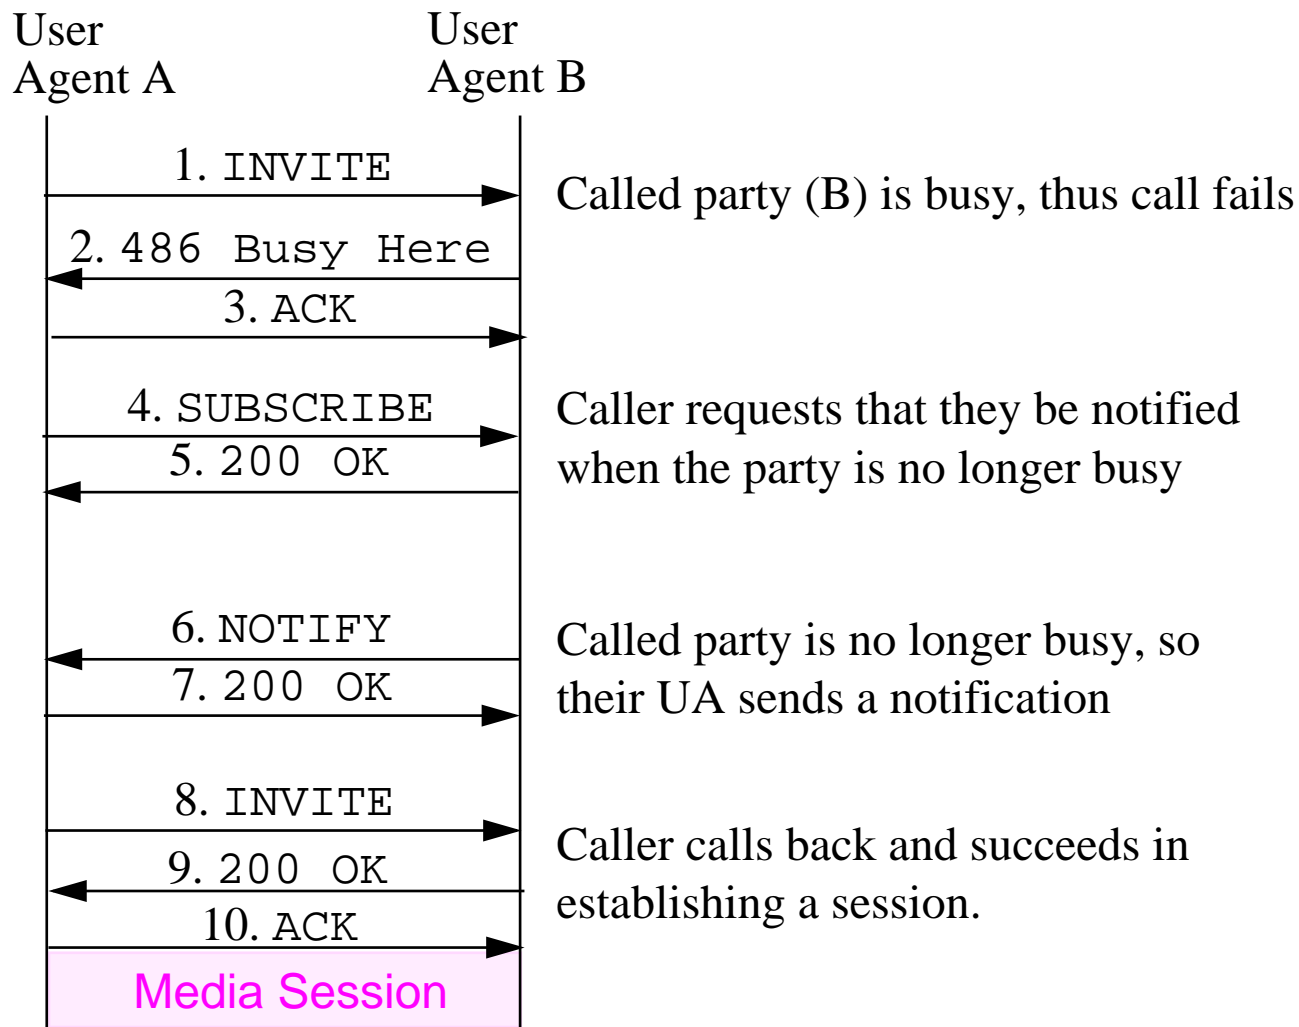 User
Agent A
User
Agent B
1. INVITE
Called party (B) is busy, thus call fails
2. 486 Busy Here
3. ACK
4. SUBSCRIBE
Caller requests that they be notified
when the party is no longer busy
5. 200 OK
6. NOTIFY
Called party is no longer busy, so
their UA sends a notification
7. 200 OK
8. INVITE
Caller calls back and succeeds in
establishing a session.
9. 200 OK
10. ACK
Media Session